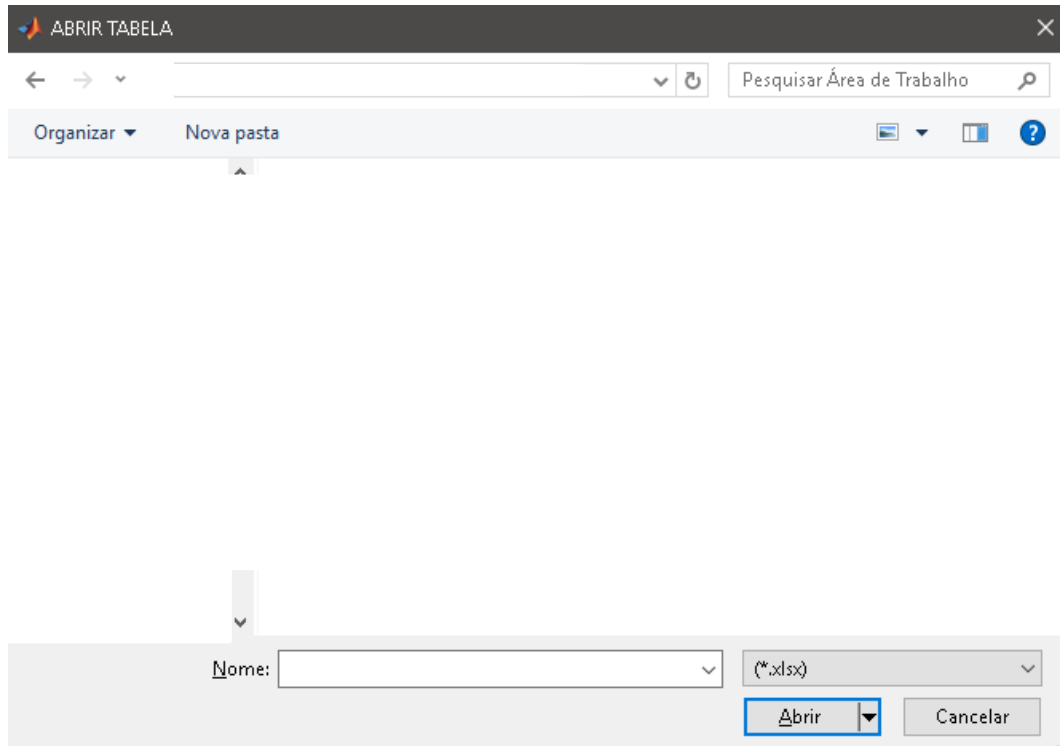 ABRIR TABELA
Pesquisar Área de Trabalho
Organizar Nova pasta
Nome: (*.xlsx)
Abrir Cancelar